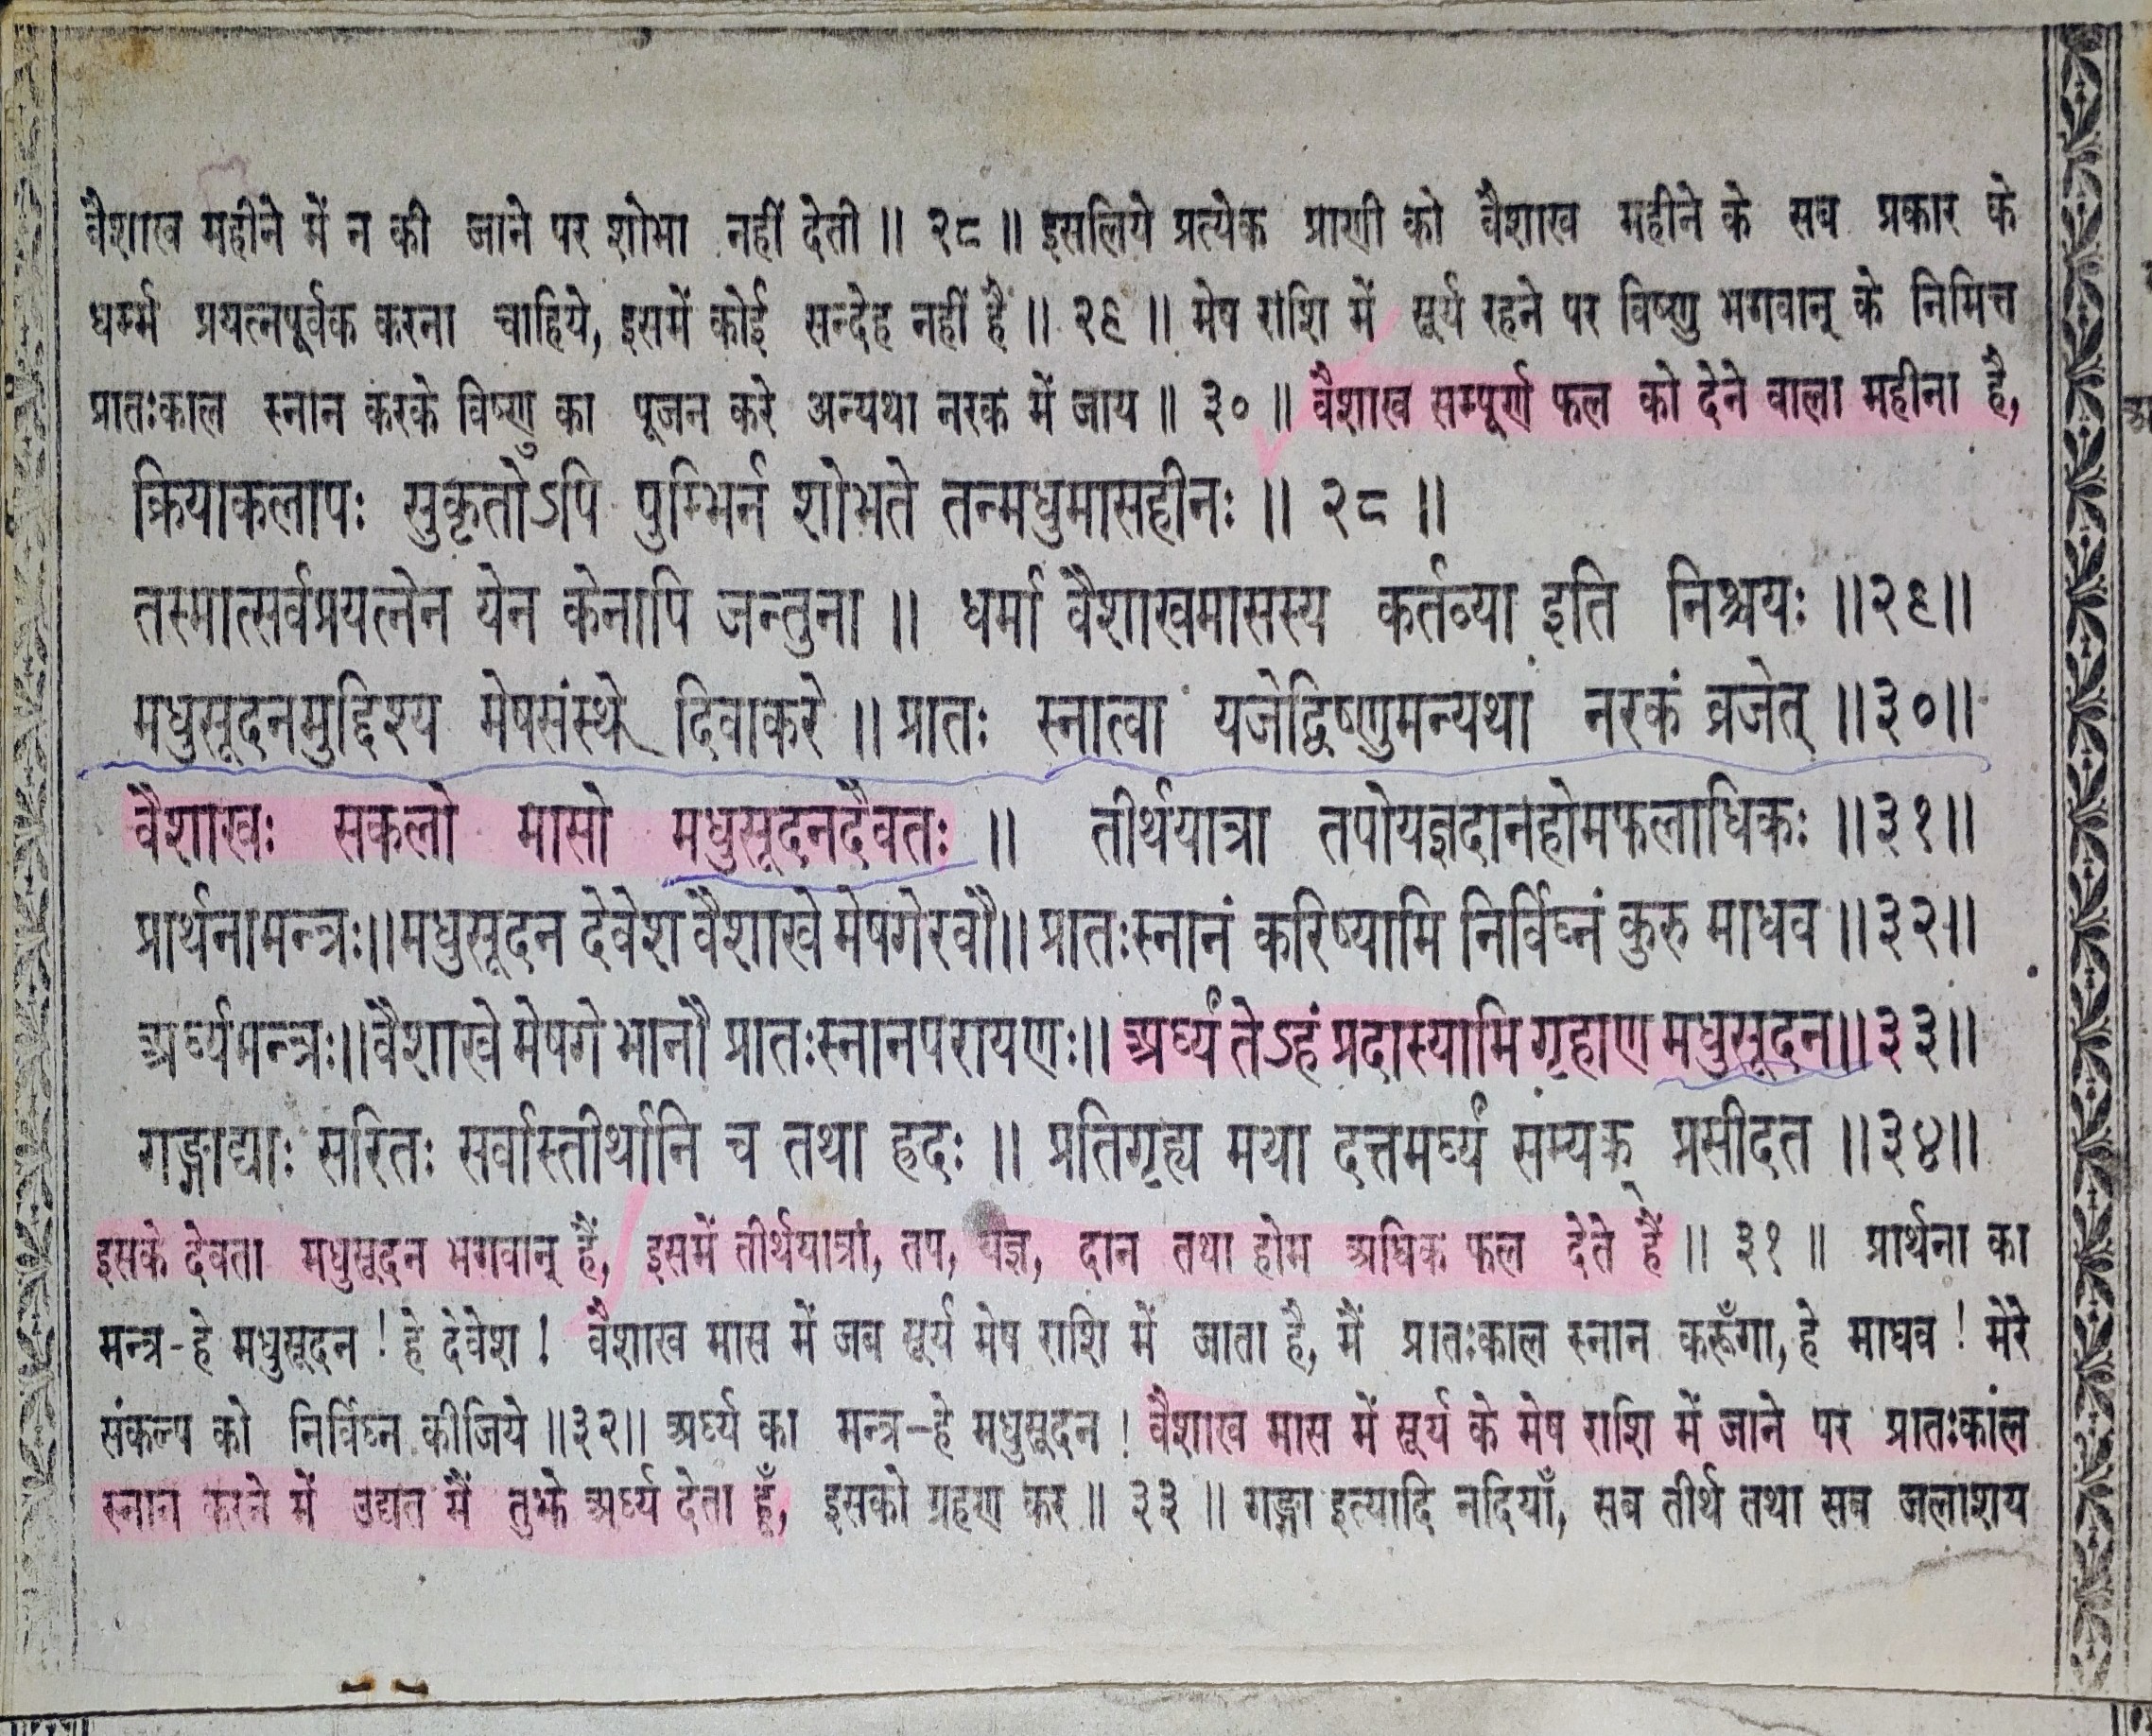 वैशाख महीने में न की जाने पर शोभा नहीं देती ॥ २८ ॥ इसलिये प्रत्येक प्राणी को वैशाख महीने के सब प्रकार के
धर्म्म प्रयत्नपूर्वक करना चाहिये, इसमें कोई सन्देह नहीं है ॥ २९ ॥ मेष राशि में सूर्य रहने पर विष्णु भगवान् के निमित्त
प्रातःकाल स्नान करके विष्णु का पूजन करे अन्यथा नरक में जाय ॥ ३० ॥ वैशाख सम्पूर्ण फल को देने वाला महीना है,
क्रियाकलापः सुकृतोऽपि पुम्भिर्न शोभते तन्मधुमासहीनः ॥ २८ ॥
तस्मात्सर्वप्रयत्नेन येन केनापि जन्तुना ॥ धर्मा वैशाखमासस्य कर्तव्या इति निश्चयः ॥२९॥
मधुसूदनमुद्दिश्य मेषसंस्थे दिवाकरे ॥ प्रातः स्नात्वा यजेद्विष्णुमन्यथा नरकं व्रजेत् ॥३०॥
वैशाखः सकलो मासो मधुसूदनदैवतः ॥ तीर्थयात्रा तपोयज्ञदानहोमफलाधिकः ॥३१॥
प्रार्थनामन्त्रः॥मधुसूदन देवेश वैशाखे मेषगेरवौ॥ प्रातःस्नानं करिष्यामि निर्विघ्नं कुरु माधव ॥३२॥
अर्घ्यमन्त्रः॥वैशाखे मेषगे भानौ प्रातःस्नानपरायणः॥ अर्घ्यं तेऽहं प्रदास्यामि गृहाण मधुसूदन॥३३॥
गङ्गाद्याः सरितः सर्वास्तीर्थानि च तथा ह्रदः ॥ प्रतिगृह्य मया दत्तमर्घ्यं सम्यक् प्रसीदत ॥३४॥
इसके देवता मधुसूदन भगवान् हैं, इसमें तीर्थयात्रा, तप, यज्ञ, दान तथा होम अधिक फल देते हैं ॥ ३१ ॥ प्रार्थना का
मन्त्र-हे मधुसूदन ! हे देवेश ! वैशाख मास में जब सूर्य मेष राशि में जाता है, मैं प्रातःकाल स्नान करूँगा, हे माधव ! मेरे
संकल्प को निर्विघ्न कीजिये ॥३२॥ अर्घ्य का मन्त्र-हे मधुसूदन ! वैशाख मास में सूर्य के मेष राशि में जाने पर प्रातःकाल
स्नान करने में उद्यत मैं तुझे अर्घ्य देता हूँ, इसको ग्रहण कर ॥ ३३ ॥ गङ्गा इत्यादि नदियाँ, सब तीर्थ तथा सब जलाशय